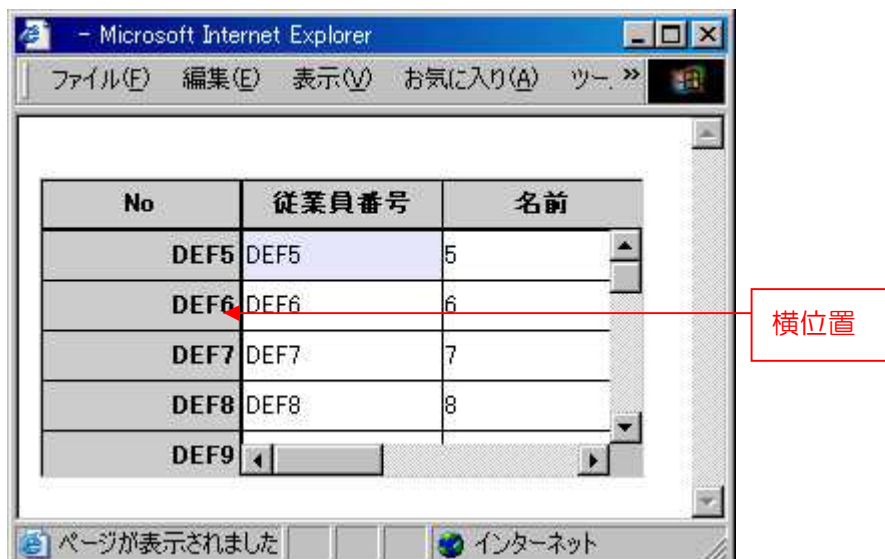 - Microsoft Internet Explorer
ファイル(F) 編集(E) 表示(V) お気に入り(A) ツー.. »
No 従業員番号 名前
DEF5 DEF5 5
DEF6 DEF6 6
横位置
DEF7 DEF7 7
DEF8 DEF8 8
DEF9
ページが表示されました インターネット